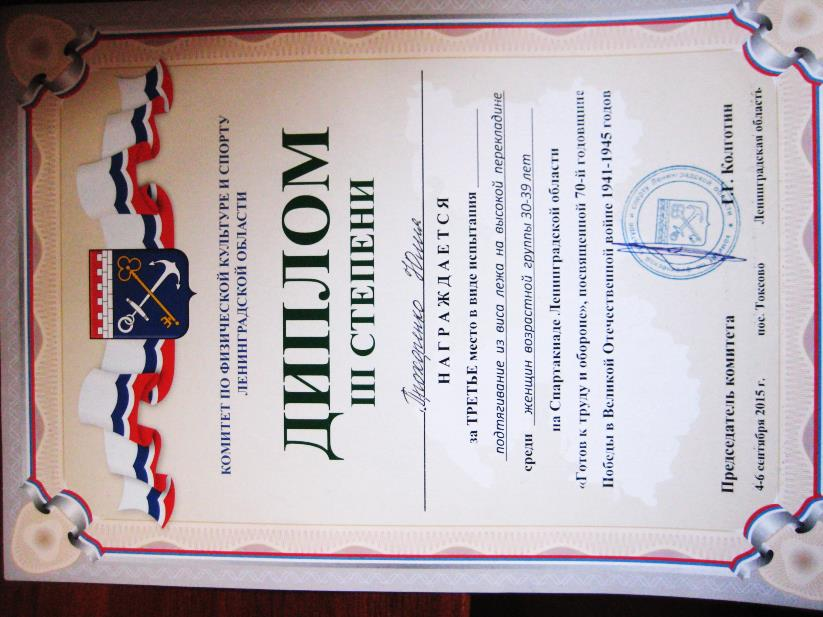 КОМИТЕТ ПО ФИЗИЧЕСКОЙ КУЛЬТУРЕ И СПОРТУ
ЛЕНИНГРАДСКОЙ ОБЛАСТИ
ДИПЛОМ
III СТЕПЕНИ
Прохоренко Юлия
НАГРАЖДАЕТСЯ
за ТРЕТЬЕ место в виде испытания
подтягивание из виса лежа на высокой перекладине
среди женщин возрастной группы 30-39 лет
на Спартакиаде Ленинградской области
«Готов к труду и обороне», посвященной 70-й годовщине
Победы в Великой Отечественной войне 1941-1945 годов
Председатель комитета Е.Г. Колготин
4-6 сентября 2015 г. пос. Токсово Ленинградская область